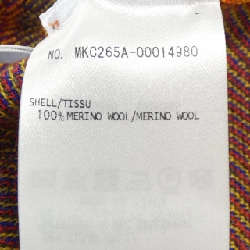 NO. MKC265A-00014980
SHELL/TISSU
100% MERINO WOOL/MERINO WOOL